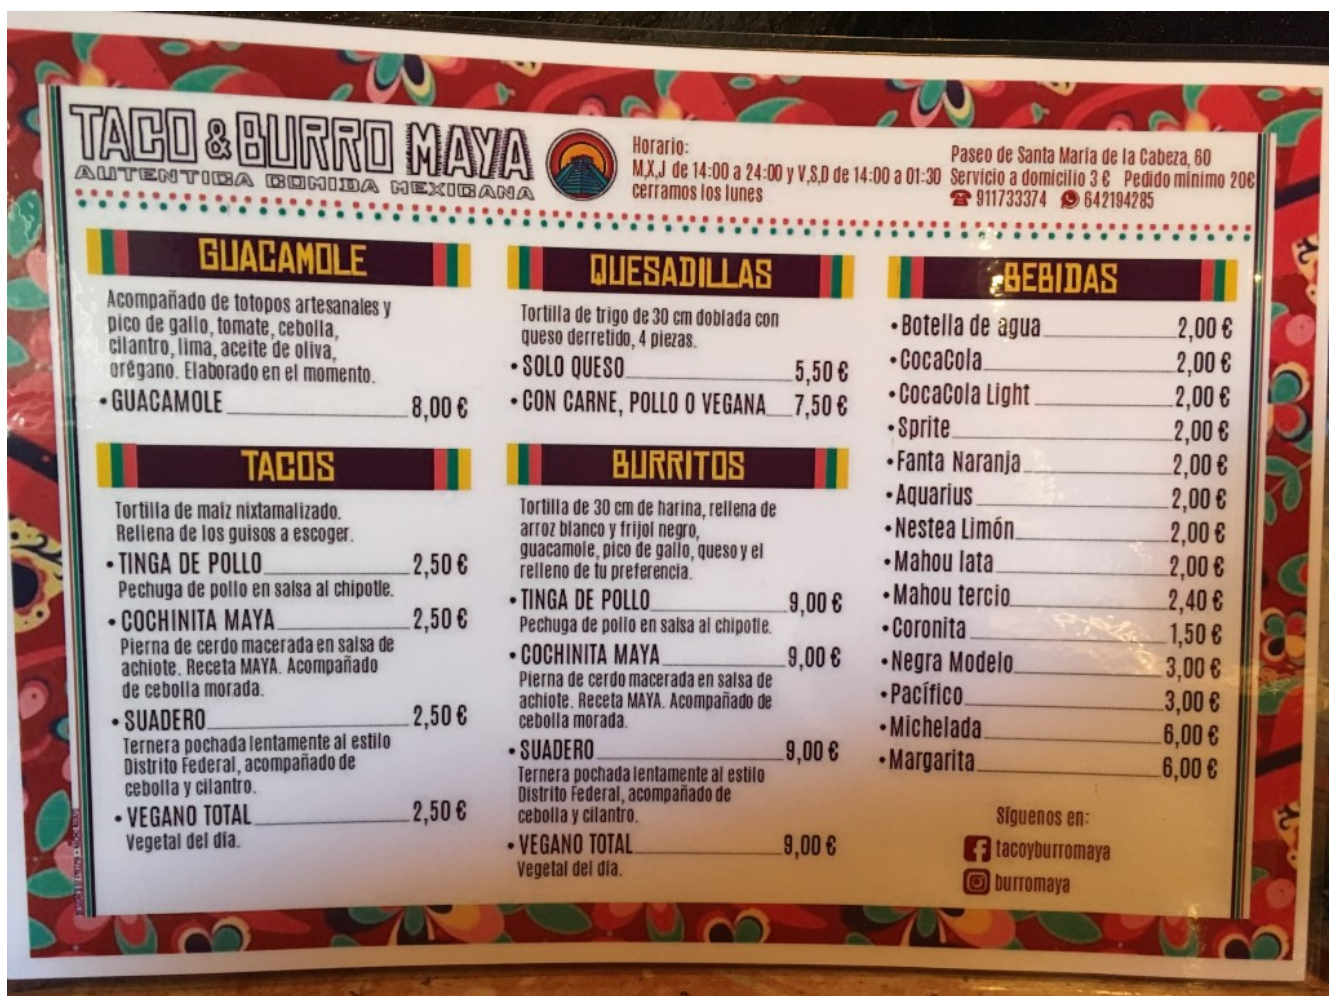 TACO & BURRO MAYA
AUTENTICA COMIDA MEXICANA
Horario:
M,X,J de 14:00 a 24:00 y V,S,D de 14:00 a 01:30
cerramos los lunes
Paseo de Santa María de la Cabeza, 60
Servicio a domicilio 3 € Pedido mínimo 20€
911733374 642194285
GUACAMOLE
Acompañado de totopos artesanales y
pico de gallo, tomate, cebolla,
cilantro, lima, aceite de oliva,
orégano. Elaborado en el momento.
• GUACAMOLE 8,00 €
TACOS
Tortilla de maíz nixtamalizado.
Rellena de los guisos a escoger.
• TINGA DE POLLO 2,50 €
Pechuga de pollo en salsa al chipotle.
• COCHINITA MAYA 2,50 €
Pierna de cerdo macerada en salsa de
achiote. Receta MAYA. Acompañado
de cebolla morada.
• SUADERO 2,50 €
Ternera pochada lentamente al estilo
Distrito Federal, acompañado de
cebolla y cilantro.
• VEGANO TOTAL 2,50 €
Vegetal del día.
QUESADILLAS
Tortilla de trigo de 30 cm doblada con
queso derretido, 4 piezas.
• SOLO QUESO 5,50 €
• CON CARNE, POLLO O VEGANA 7,50 €
BURRITOS
Tortilla de 30 cm de harina, rellena de
arroz blanco y frijol negro,
guacamole, pico de gallo, queso y el
relleno de tu preferencia.
• TINGA DE POLLO 9,00 €
Pechuga de pollo en salsa al chipotle.
• COCHINITA MAYA 9,00 €
Pierna de cerdo macerada en salsa de
achiote. Receta MAYA. Acompañado de
cebolla morada.
• SUADERO 9,00 €
Ternera pochada lentamente al estilo
Distrito Federal, acompañado de
cebolla y cilantro.
• VEGANO TOTAL 9,00 €
Vegetal del día.
BEBIDAS
• Botella de agua 2,00 €
• CocaCola 2,00 €
• CocaCola Light 2,00 €
• Sprite 2,00 €
• Fanta Naranja 2,00 €
• Aquarius 2,00 €
• Nestea Limón 2,00 €
• Mahou lata 2,00 €
• Mahou tercio 2,40 €
• Coronita 1,50 €
• Negra Modelo 3,00 €
• Pacífico 3,00 €
• Michelada 6,00 €
• Margarita 6,00 €
Síguenos en:
tacoyburromaya
burromaya